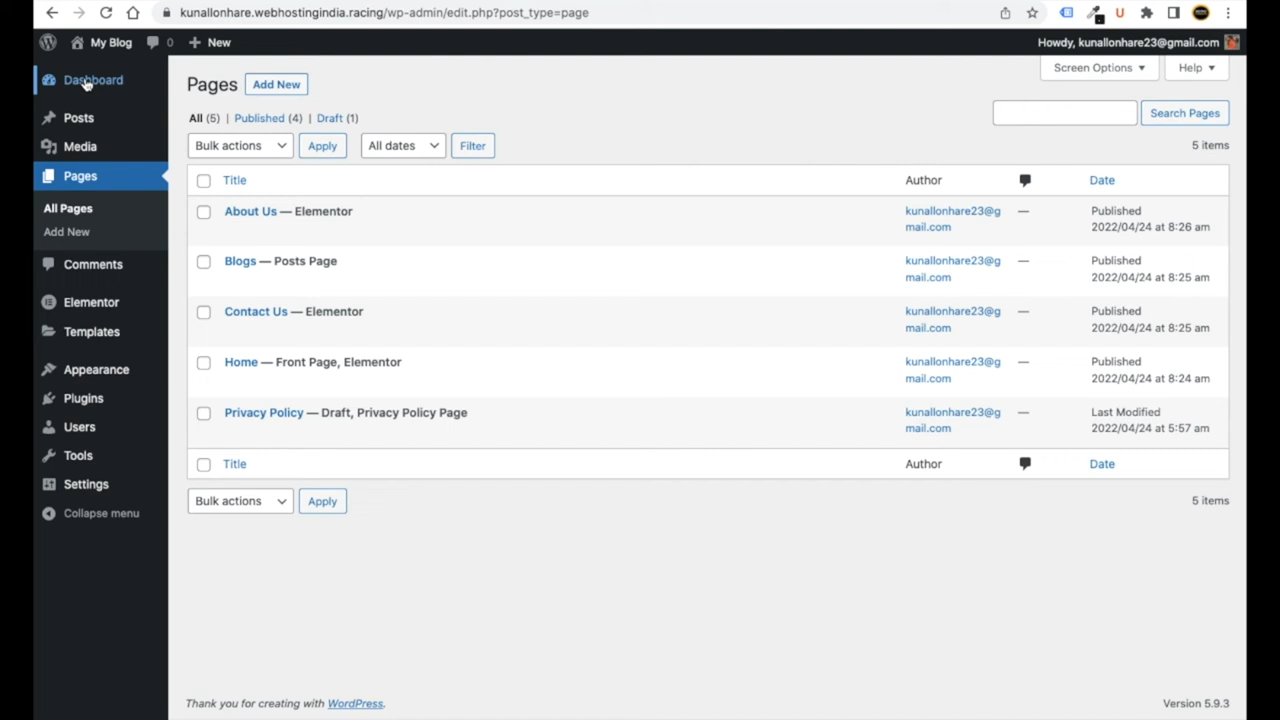 kunallonhare.webhostingindia.racing/wp-admin/edit.php?post_type=page
My Blog 0 New
Howdy, kunallonhare23@gmail.com
Dashboard
Posts
Media
Pages
All Pages
Add New
Comments
Elementor
Templates
Appearance
Plugins
Users
Tools
Settings
Collapse menu
Screen Options Help
Pages Add New
All (5) | Published (4) | Draft (1)
Search Pages
Bulk actions Apply All dates Filter
5 items
Title Author Date
About Us — Elementor
kunallonhare23@g
mail.com
—
Published
2022/04/24 at 8:26 am
Blogs — Posts Page
kunallonhare23@g
mail.com
—
Published
2022/04/24 at 8:25 am
Contact Us — Elementor
kunallonhare23@g
mail.com
—
Published
2022/04/24 at 8:25 am
Home — Front Page, Elementor
kunallonhare23@g
mail.com
—
Published
2022/04/24 at 8:24 am
Privacy Policy — Draft, Privacy Policy Page
kunallonhare23@g
mail.com
—
Last Modified
2022/04/24 at 5:57 am
Title Author Date
Bulk actions Apply
5 items
Thank you for creating with WordPress.
Version 5.9.3